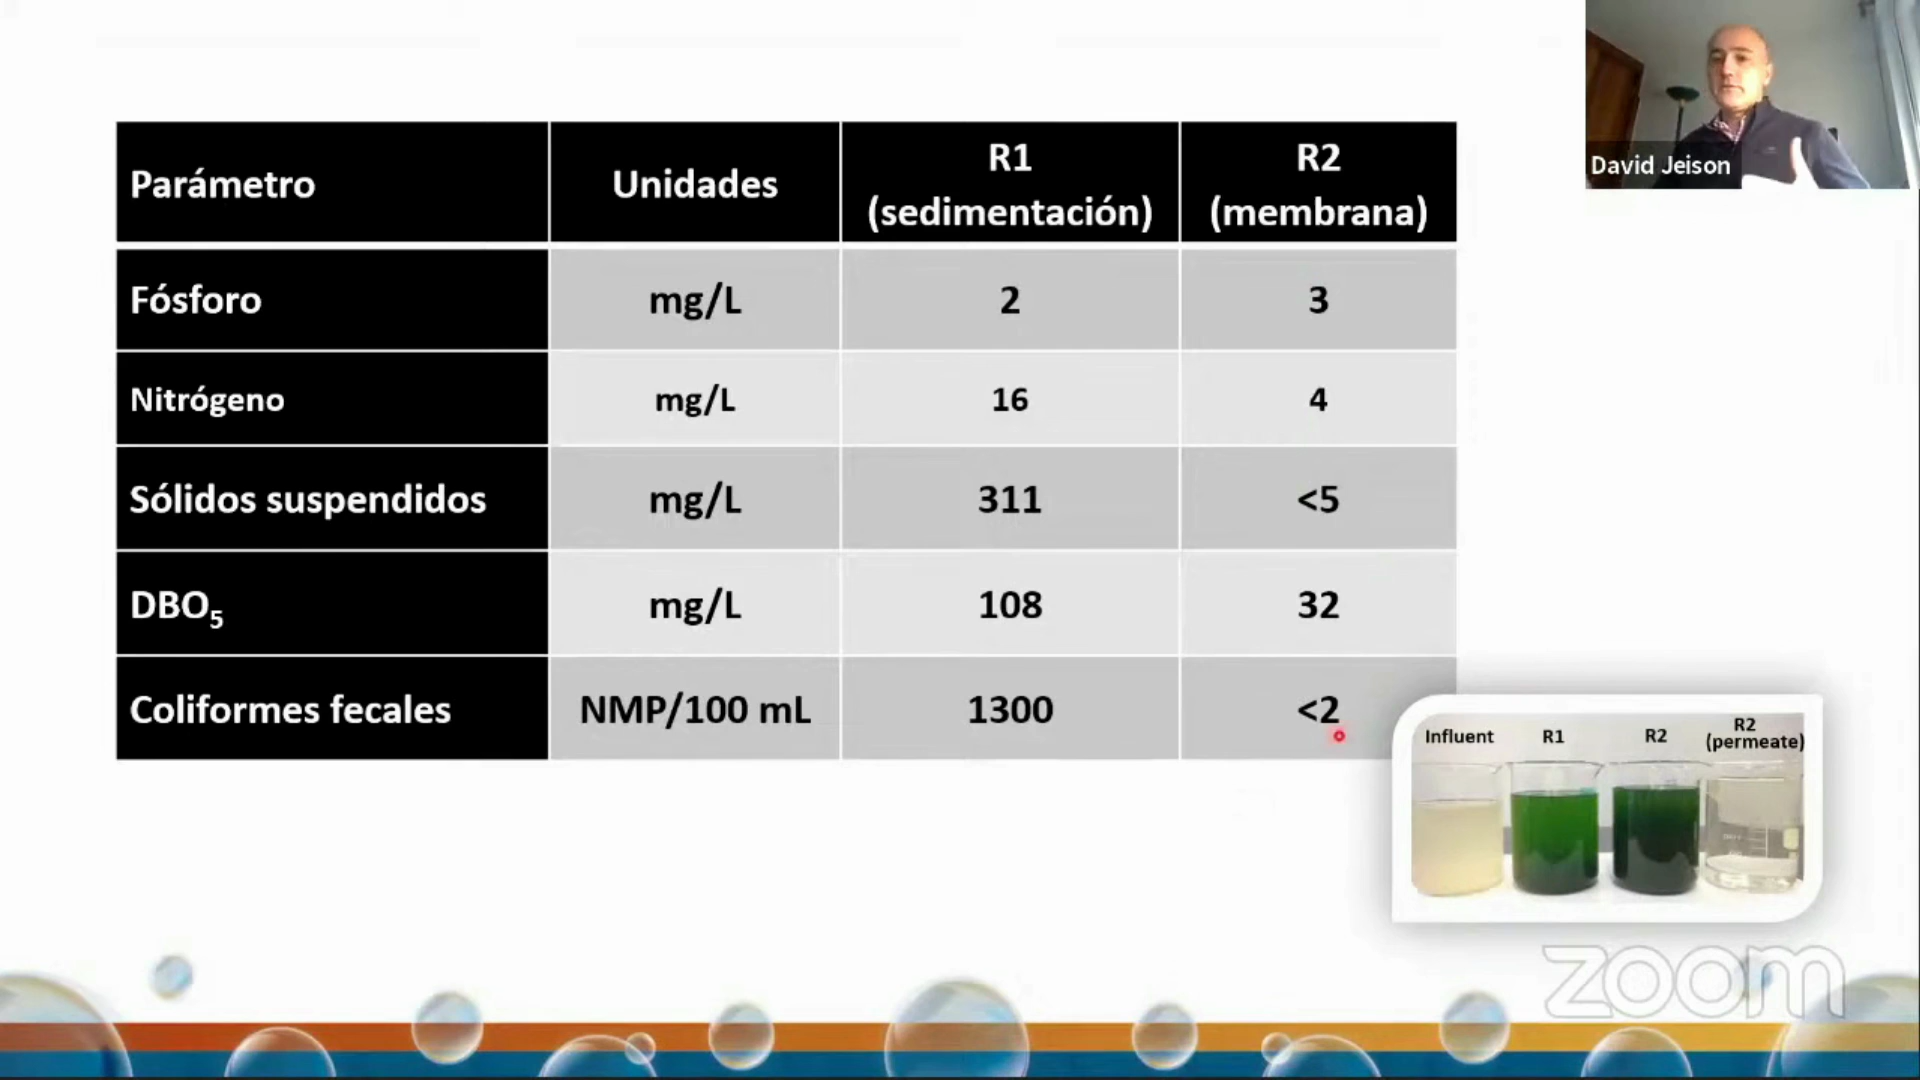 Parámetro Unidades R1 (sedimentación) R2 (membrana)
Fósforo mg/L 2 3
Nitrógeno mg/L 16 4
Sólidos suspendidos mg/L 311 <5
DBO5 mg/L 108 32
Coliformes fecales NMP/100 mL 1300 <2
David Jeison
Influent R1 R2 R2 (permeate)
zoom